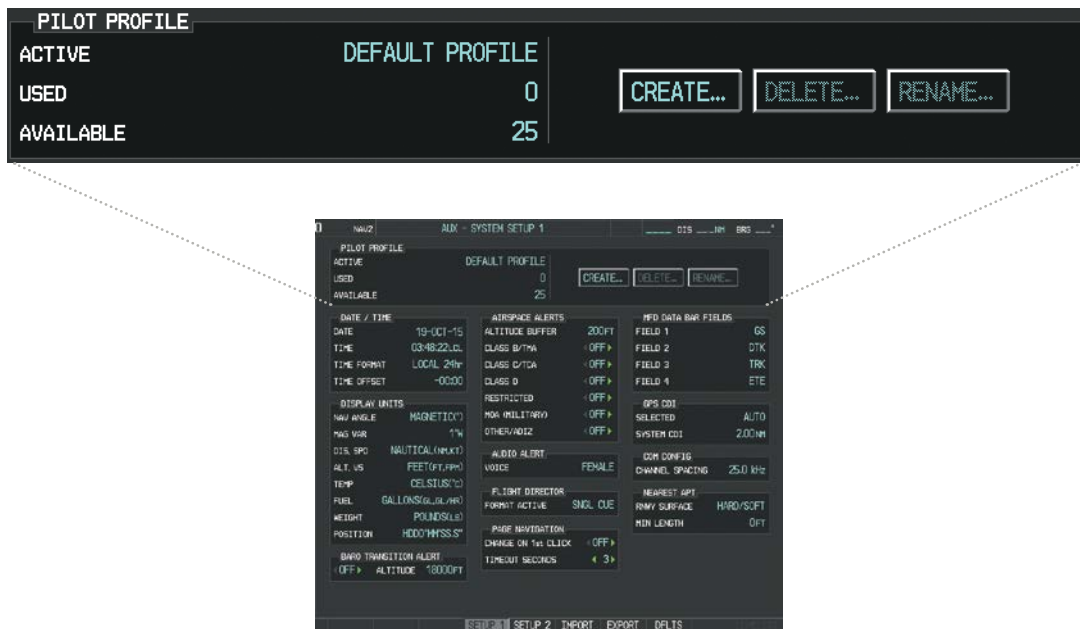 PILOT PROFILE
ACTIVE DEFAULT PROFILE
USED 0
AVAILABLE 25
CREATE… DELETE… RENAME…
NAV2 AUX - SYSTEM SETUP 1 _____ DIS ___._NM BRG ___°
PILOT PROFILE
ACTIVE DEFAULT PROFILE
USED 0
AVAILABLE 25
CREATE… DELETE… RENAME…
DATE / TIME
DATE 19-OCT-15
TIME 03:48:22LCL
TIME FORMAT LOCAL 24hr
TIME OFFSET -00:00
DISPLAY UNITS
NAV ANGLE MAGNETIC(°)
MAG VAR 1°W
DIS, SPD NAUTICAL(NM,KT)
ALT, VS FEET(FT,FPM)
TEMP CELSIUS(°C)
FUEL GALLONS(GL,GL/HR)
WEIGHT POUNDS(LB)
POSITION HDDD°MM'SS.S"
BARO TRANSITION ALERT
OFF ALTITUDE 18000FT
AIRSPACE ALERTS
ALTITUDE BUFFER 200FT
CLASS B/TMA OFF
CLASS C/TCA OFF
CLASS D OFF
RESTRICTED OFF
MOA (MILITARY) OFF
OTHER/ADIZ OFF
AUDIO ALERT
VOICE FEMALE
FLIGHT DIRECTOR
FORMAT ACTIVE SNGL CUE
PAGE NAVIGATION
CHANGE ON 1st CLICK OFF
TIMEOUT SECONDS 3
MFD DATA BAR FIELDS
FIELD 1 GS
FIELD 2 DTK
FIELD 3 TRK
FIELD 4 ETE
GPS CDI
SELECTED AUTO
SYSTEM CDI 2.00NM
COM CONFIG
CHANNEL SPACING 25.0 kHz
NEAREST APT
RNWY SURFACE HARD/SOFT
MIN LENGTH 0FT
SETUP 1 SETUP 2 IMPORT EXPORT DFLTS